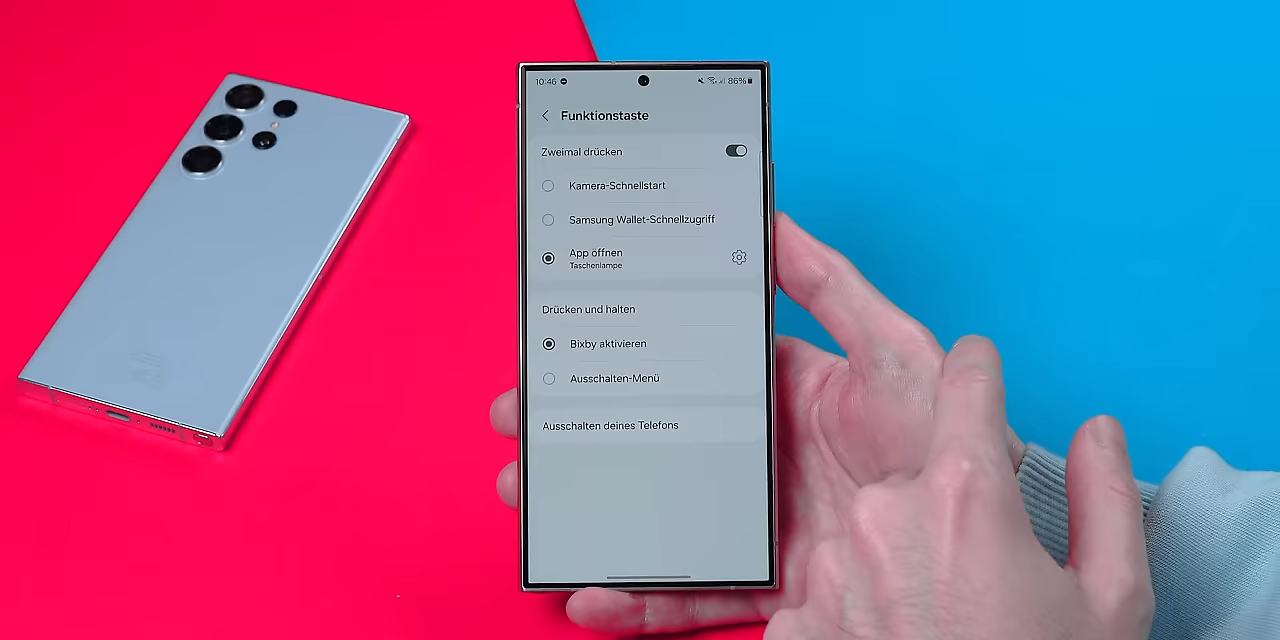 10:46 86%
Funktionstaste
Zweimal drücken
Kamera-Schnellstart
Samsung Wallet-Schnellzugriff
App öffnen
Taschenlampe
Drücken und halten
Bixby aktivieren
Ausschalten-Menü
Ausschalten deines Telefons